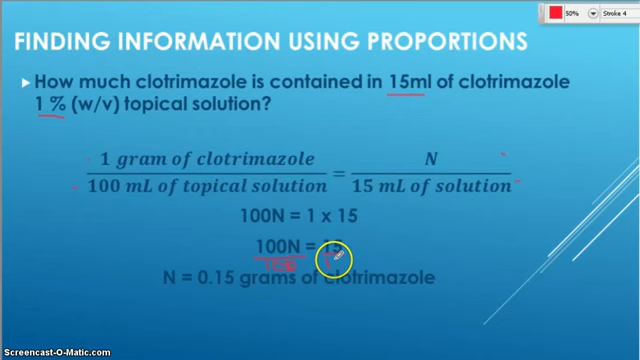 50% Stroke 4
FINDING INFORMATION USING PROPORTIONS
How much clotrimazole is contained in 15ml of clotrimazole
1 % (w/v) topical solution?
1 gram of clotrimazole / 100 mL of topical solution = N / 15 mL of solution
100N = 1 x 15
100N = 15
N = 0.15 grams of clotrimazole
Screencast-O-Matic.com